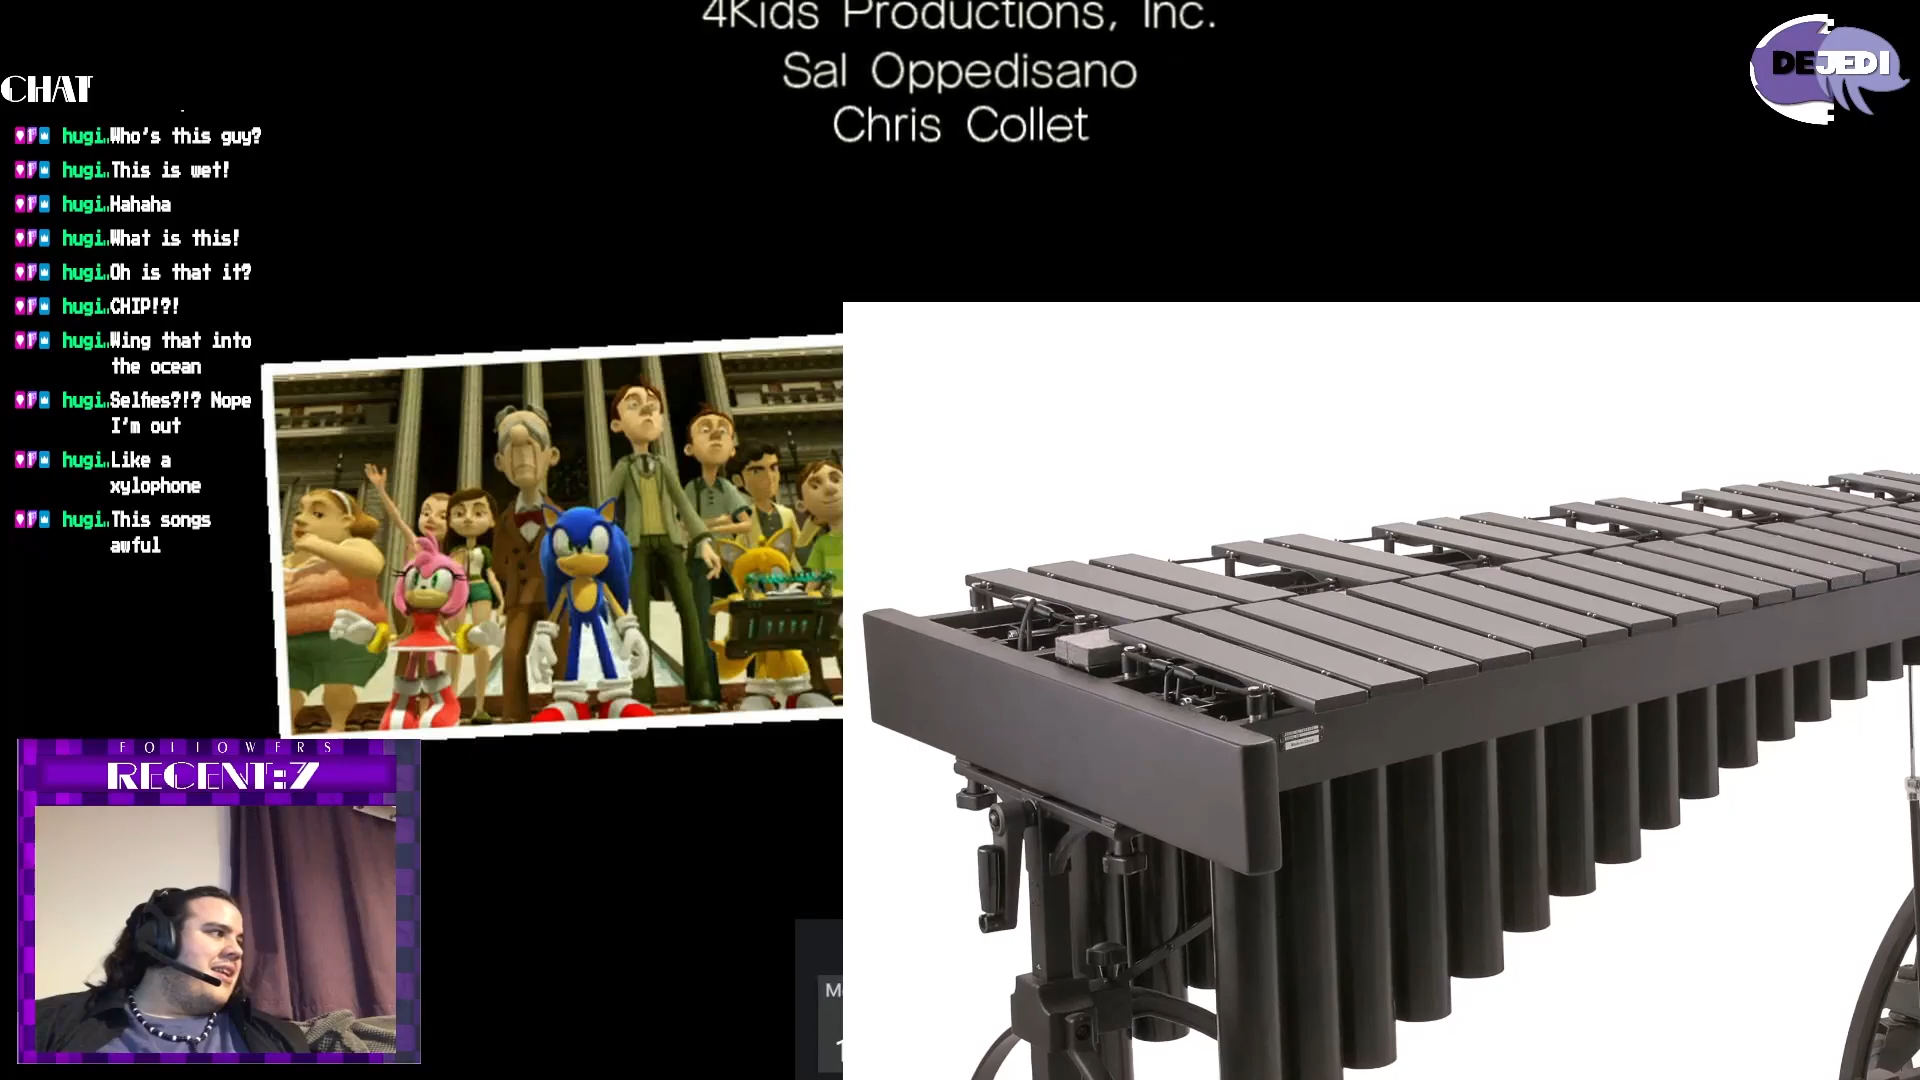 4Kids Productions, Inc.
Sal Oppedisano
Chris Collet
DEJEDI
CHAT
hugi..Who's this guy?
hugi..This is wet!
hugi..Hahaha
hugi..What is this!
hugi..Oh is that it?
hugi..CHIP!?!
hugi..Wing that into
the ocean
hugi..Selfies?!? Nope
I'm out
hugi..Like a
xylophone
hugi..This songs
awful
FOLLOWERS
RECENT:7